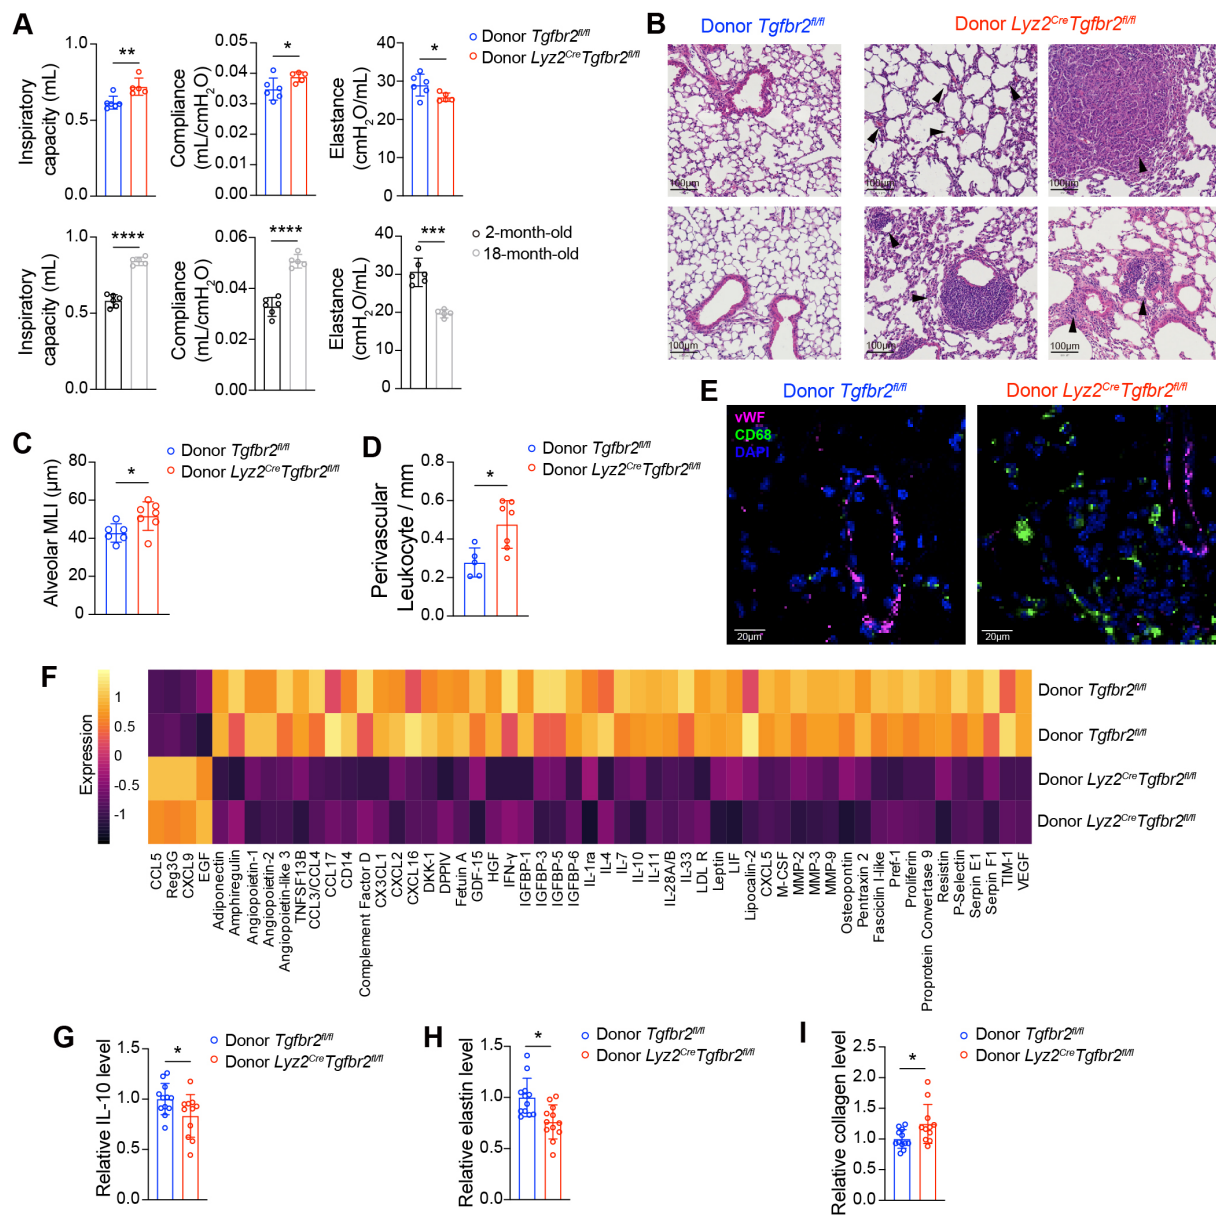 A
Inspiratory
capacity (mL)
1.0
0.5
0.0
**
Compliance
(mL/cmH2O)
0.05
0.04
0.03
0.02
0.01
0.00
*
Elastance
(cmH2O/mL)
40
30
20
10
0
*
Donor Tgfbr2fl/fl
Donor Lyz2CreTgfbr2fl/fl
Inspiratory
capacity (mL)
1.0
0.5
0.0
****
Compliance
(mL/cmH2O)
0.06
0.04
0.02
0.00
****
Elastance
(cmH2O/mL)
40
30
20
10
0
***
2-month-old
18-month-old
B
Donor Tgfbr2fl/fl
Donor Lyz2CreTgfbr2fl/fl
100μm
100μm
100μm
100μm
100μm
100μm
C
Alveolar MLI (μm)
80
60
40
20
0
*
Donor Tgfbr2fl/fl
Donor Lyz2CreTgfbr2fl/fl
D
Perivascular
Leukocyte / mm
0.8
0.6
0.4
0.2
0.0
*
Donor Tgfbr2fl/fl
Donor Lyz2CreTgfbr2fl/fl
E
Donor Tgfbr2fl/fl
Donor Lyz2CreTgfbr2fl/fl
vWF
CD68
DAPI
20μm
20μm
F
Expression
1
0.5
0
-0.5
-1
Donor Tgfbr2fl/fl
Donor Tgfbr2fl/fl
Donor Lyz2CreTgfbr2fl/fl
Donor Lyz2CreTgfbr2fl/fl
CCL5
Reg3G
CXCL9
EGF
Adiponectin
Amphiregulin
Angiopoietin-1
Angiopoietin-2
Angiopoietin-like 3
TNFSF13B
CCL3/CCL4
CCL17
CD14
Complement Factor D
CX3CL1
CXCL2
CXCL16
DKK-1
DPPIV
Fetuin A
GDF-15
HGF
IFN-γ
IGFBP-1
IGFBP-3
IGFBP-5
IGFBP-6
IL-1ra
IL-4
IL-7
IL-10
IL-11
IL-28A/B
IL-33
LDL R
Leptin
LIF
Lipocalin-2
CXCL5
M-CSF
MMP-2
MMP-3
MMP-9
Osteopontin
Pentraxin 2
Fasciclin I-like
Pref-1
Proliferin
Proprotein Convertase 9
Resistin
P-Selectin
Serpin E1
Serpin F1
TIM-1
VEGF
G
Relative IL-10 level
1.5
1.0
0.5
0.0
*
Donor Tgfbr2fl/fl
Donor Lyz2CreTgfbr2fl/fl
H
Relative elastin level
1.5
1.0
0.5
0.0
*
Donor Tgfbr2fl/fl
Donor Lyz2CreTgfbr2fl/fl
I
Relative collagen level
2.5
2.0
1.5
1.0
0.5
0.0
*
Donor Tgfbr2fl/fl
Donor Lyz2CreTgfbr2fl/fl